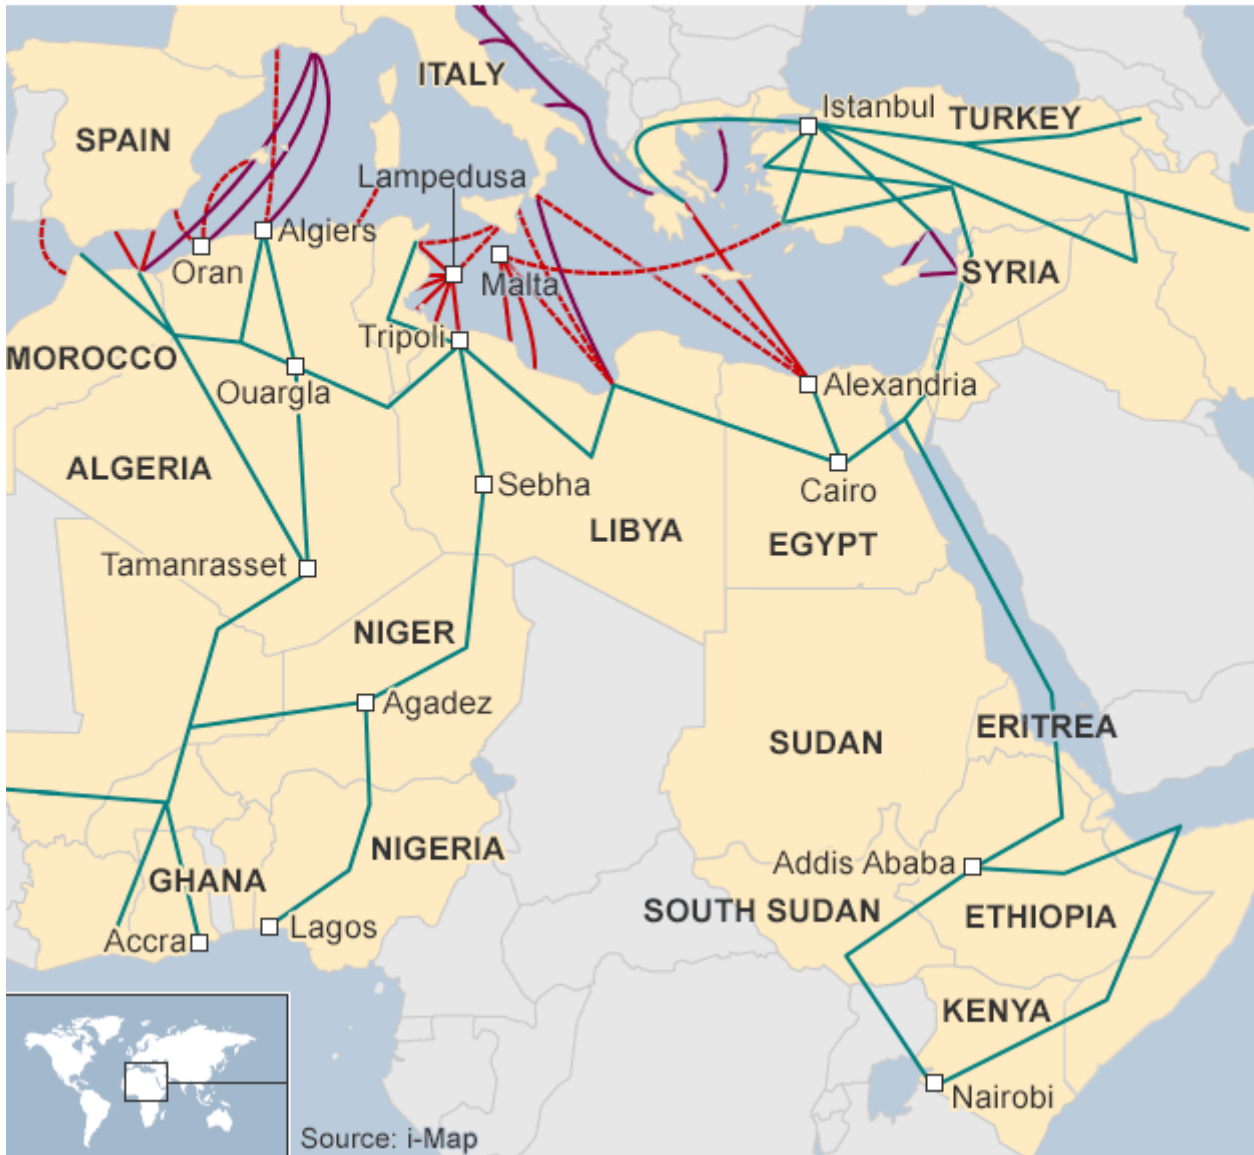 ITALY
Istanbul
TURKEY
SPAIN
Lampedusa
Algiers
Oran
Malta
SYRIA
Tripoli
MOROCCO
Ouargla
Alexandria
ALGERIA
Sebha
Cairo
LIBYA
EGYPT
Tamanrasset
NIGER
Agadez
ERITREA
SUDAN
NIGERIA
Addis Ababa
GHANA
SOUTH SUDAN
ETHIOPIA
Lagos
Accra
KENYA
Nairobi
Source: i-Map